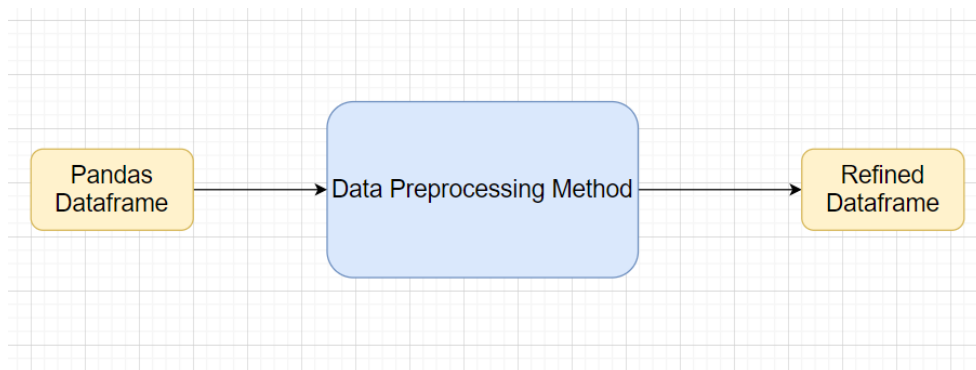 Pandas
Dataframe
Data Preprocessing Method
Refined
Dataframe